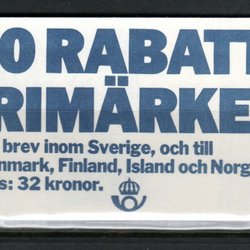 0 RABATT
RIMÄRKE
brev inom Sverige, och till
nmark, Finland, Island och Norg
s: 32 kronor.